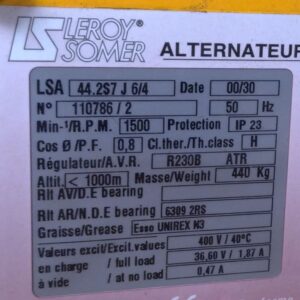 LEROY
SOMER
ALTERNATEUR
LSA 44.2S7 J 6/4 Date 00/30
N° 110786 / 2 50 Hz
Min-¹/R.P.M. 1500 Protection IP 23
Cos Ø /P.F. 0,8 Cl.ther./Th.class H
Régulateur/A.V.R. R230B ATR
Altit. < 1000m Masse/Weight 440 Kg
Rlt AV/D.E bearing
Rlt AR/N.D.E bearing 6309 2RS
Graisse/Grease Esso UNIREX N3
Valeurs excit/Excit.values 400 V / 40°C
en charge / full load 36,60 V / 1,87 A
à vide / no load 0,47 A